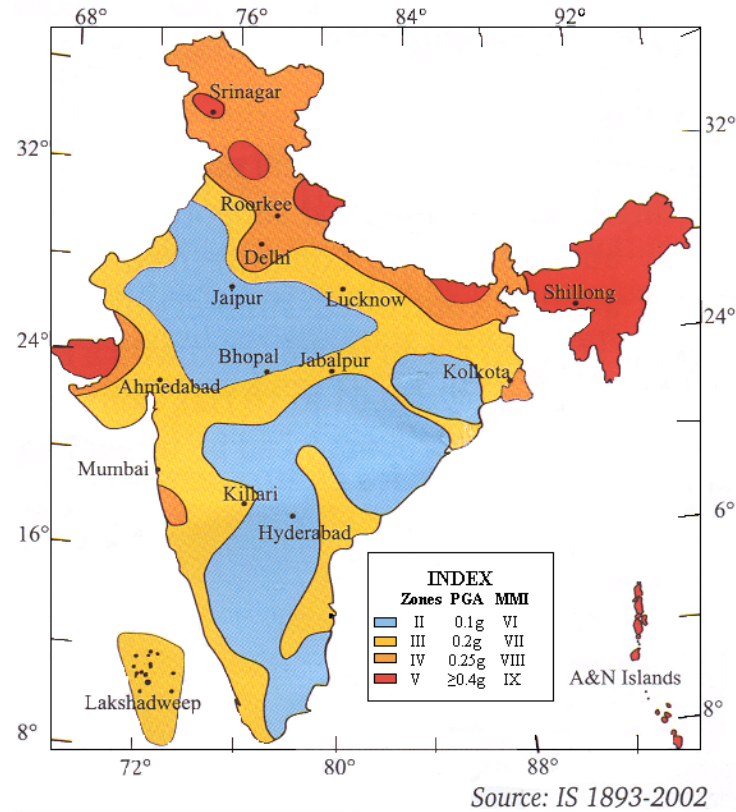 68° 76° 84° 92°
Srinagar
32° 32°
Roorkee
Delhi
Jaipur
Lucknow
Shillong
24° 24°
Bhopal Jabalpur
Kolkota
Ahmedabad
Mumbai
Killari
6°
16°
Hyderabad
INDEX
Zones PGA MMI
II 0.1g VI
III 0.2g VII
IV 0.25g VIII
V ≥0.4g IX
A&N Islands
Lakshadweep
8° 8°
72° 80° 88°
Source: IS 1893-2002